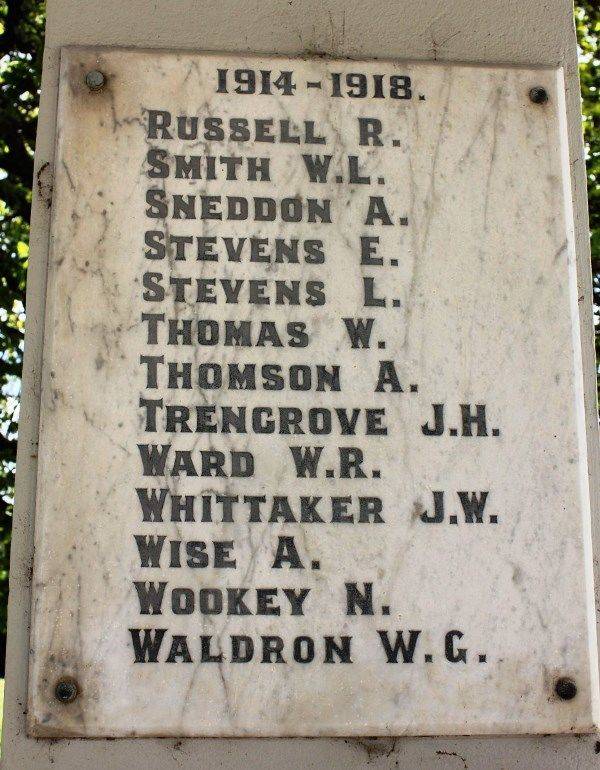 1914-1918.
RUSSELL R.
SMITH W.L.
SNEDDON A.
STEVENS E.
STEVENS L.
THOMAS W.
THOMSON A.
TRENGROVE J.H.
WARD W.R.
WHITTAKER J.W.
WISE A.
WOOKEY N.
WALDRON W.G.